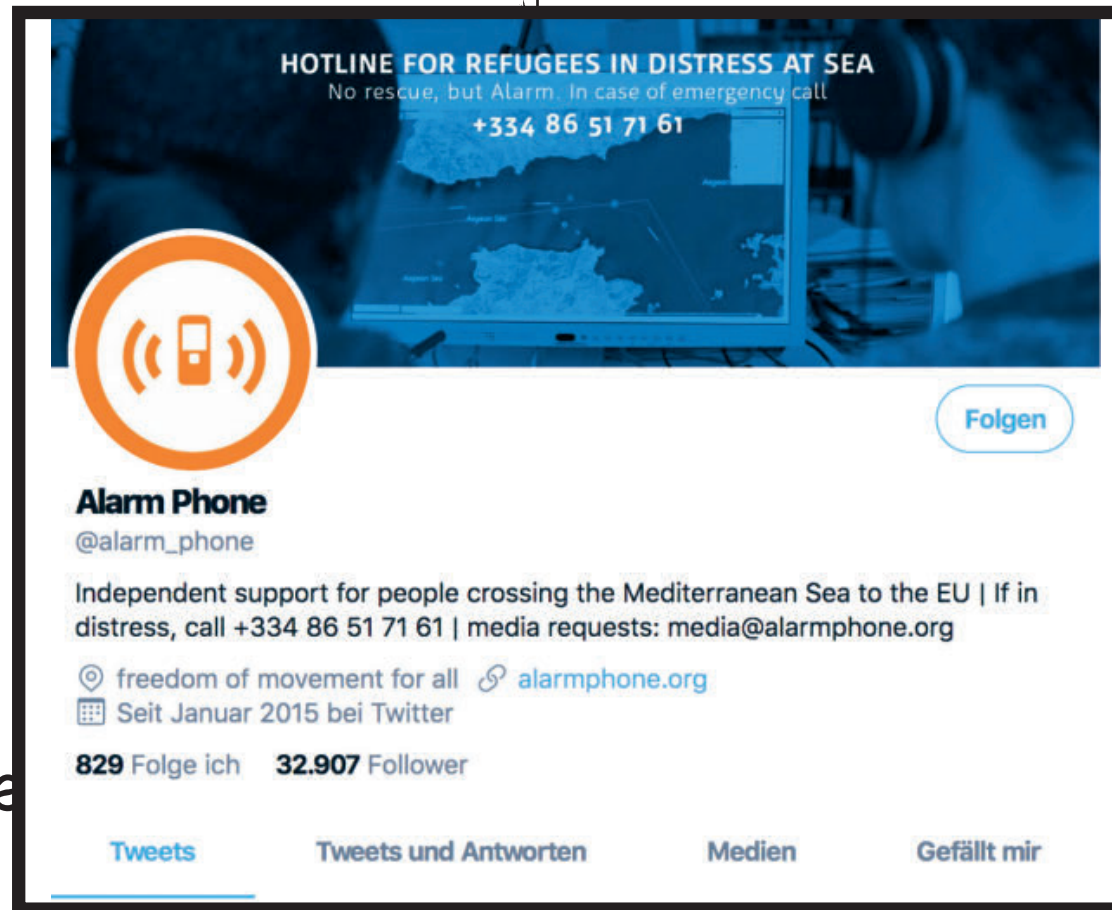 HOTLINE FOR REFUGEES IN DISTRESS AT SEA
No rescue, but Alarm. In case of emergency call
+334 86 51 71 61
Aegean Sea
Folgen
Alarm Phone
@alarm_phone
Independent support for people crossing the Mediterranean Sea to the EU | If in
distress, call +334 86 51 71 61 | media requests: media@alarmphone.org
freedom of movement for all alarmphone.org
Seit Januar 2015 bei Twitter
829 Folge ich 32.907 Follower
Tweets Tweets und Antworten Medien Gefällt mir